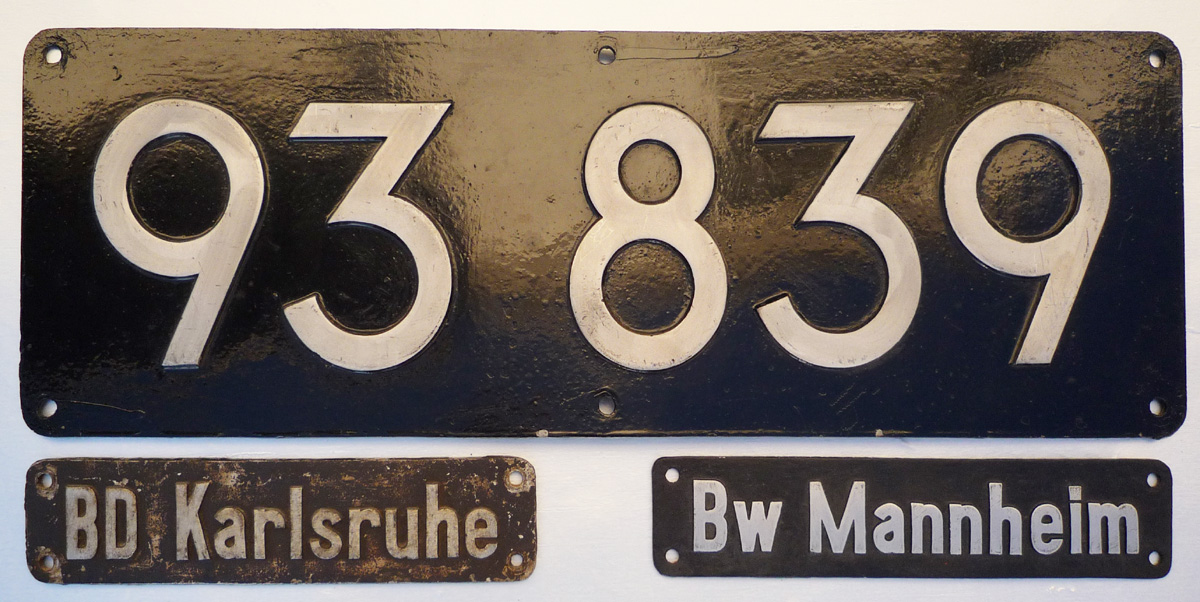 93 839
BD Karlsruhe
Bw Mannheim